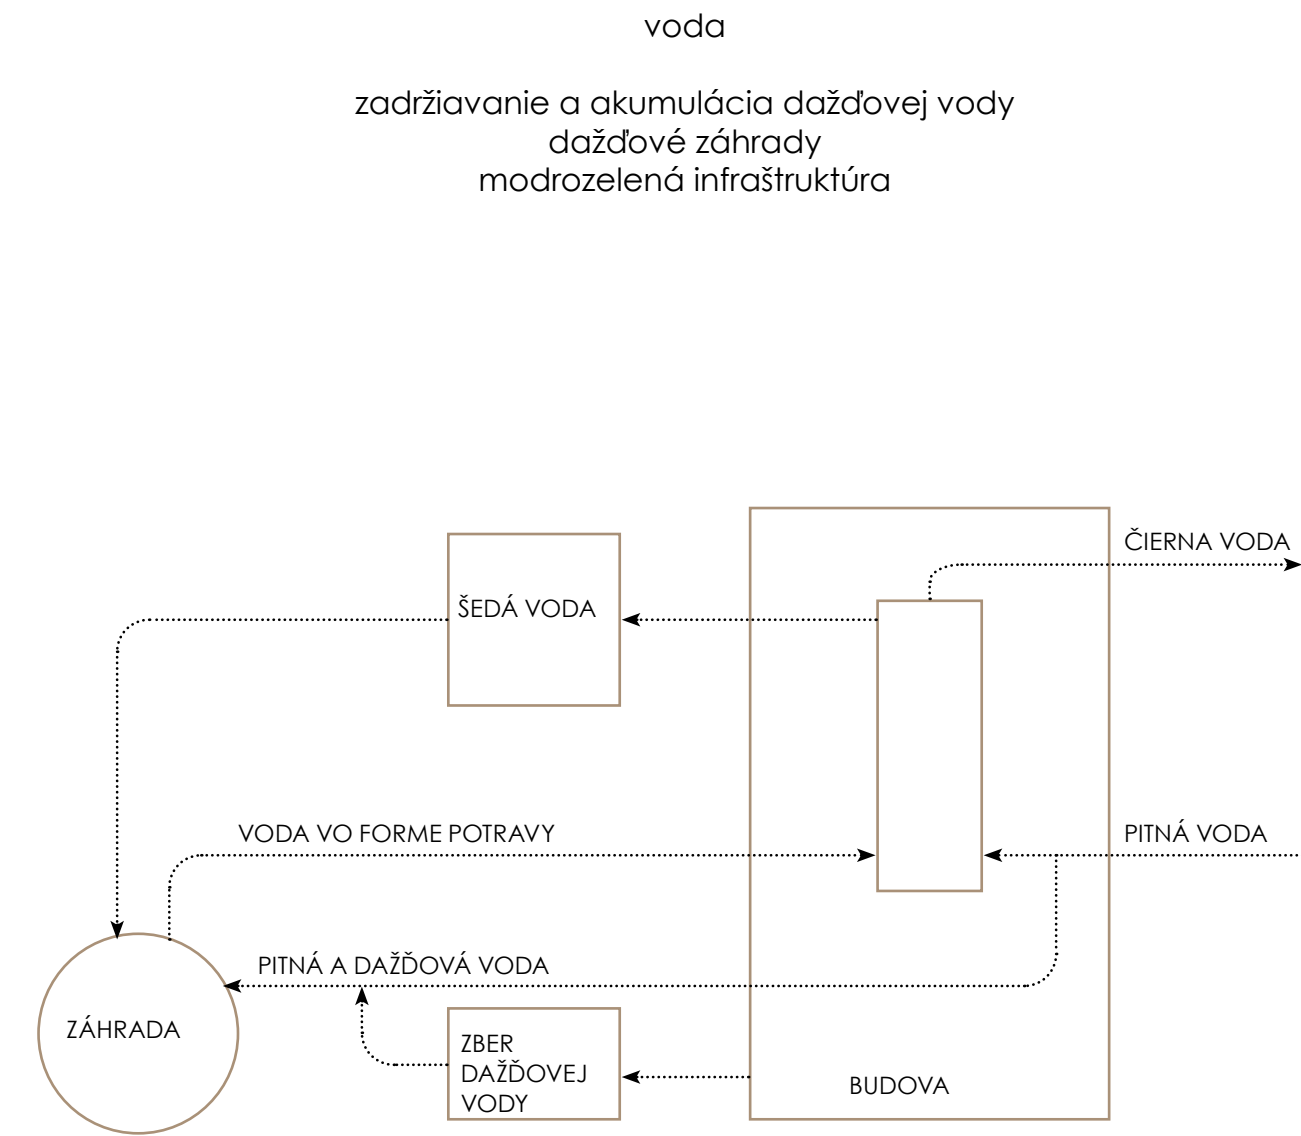 voda
zadržiavanie a akumulácia dažďovej vody
dažďové záhrady
modrozelená infraštruktúra
ČIERNA VODA
ŠEDÁ VODA
VODA VO FORME POTRAVY
PITNÁ VODA
PITNÁ A DAŽĎOVÁ VODA
ZÁHRADA
ZBER
DAŽĎOVEJ
VODY
BUDOVA